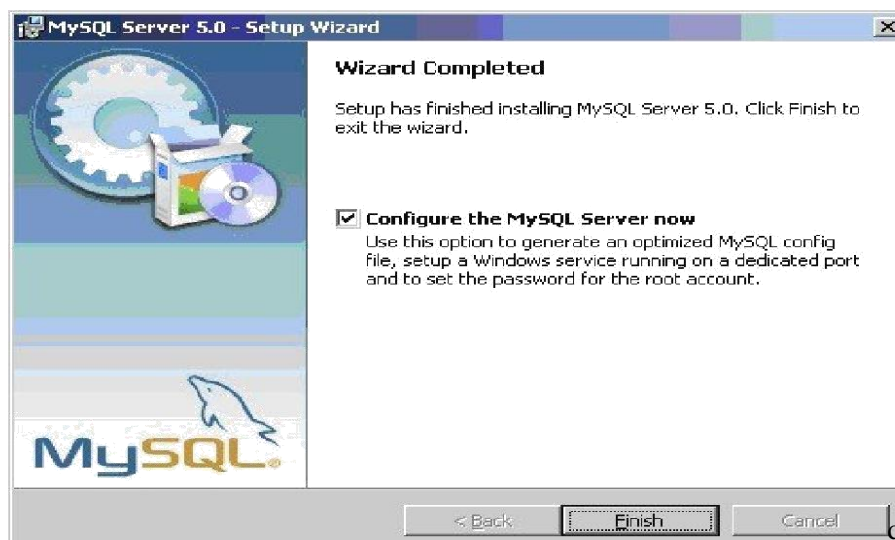 MySQL Server 5.0 - Setup Wizard
Wizard Completed
Setup has finished installing MySQL Server 5.0. Click Finish to
exit the wizard.
Configure the MySQL Server now
Use this option to generate an optimized MySQL config
file, setup a Windows service running on a dedicated port
and to set the password for the root account.
MySQL®
< Back Finish Cancel